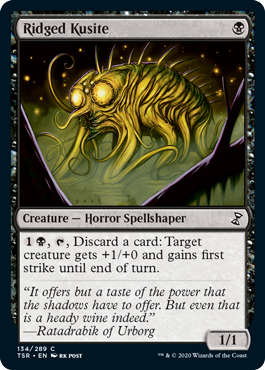 Ridged Kusite
Creature — Horror Spellshaper
1, Discard a card: Target
creature gets +1/+0 and gains first
strike until end of turn.
"It offers but a taste of the power that
the shadows have to offer. But even that
is a heady wine indeed."
—Ratadrabik of Urborg
1/1
134/289 C
TSR • EN RK POST
™ & © 2020 Wizards of the Coast